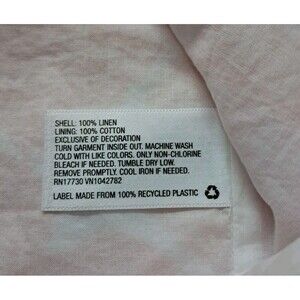 SHELL: 100% LINEN
LINING: 100% COTTON
EXCLUSIVE OF DECORATION
TURN GARMENT INSIDE OUT. MACHINE WASH
COLD WITH LIKE COLORS. ONLY NON-CHLORINE
BLEACH IF NEEDED. TUMBLE DRY LOW.
REMOVE PROMPTLY. COOL IRON IF NEEDED.
RN17730 VN1042782
LABEL MADE FROM 100% RECYCLED PLASTIC